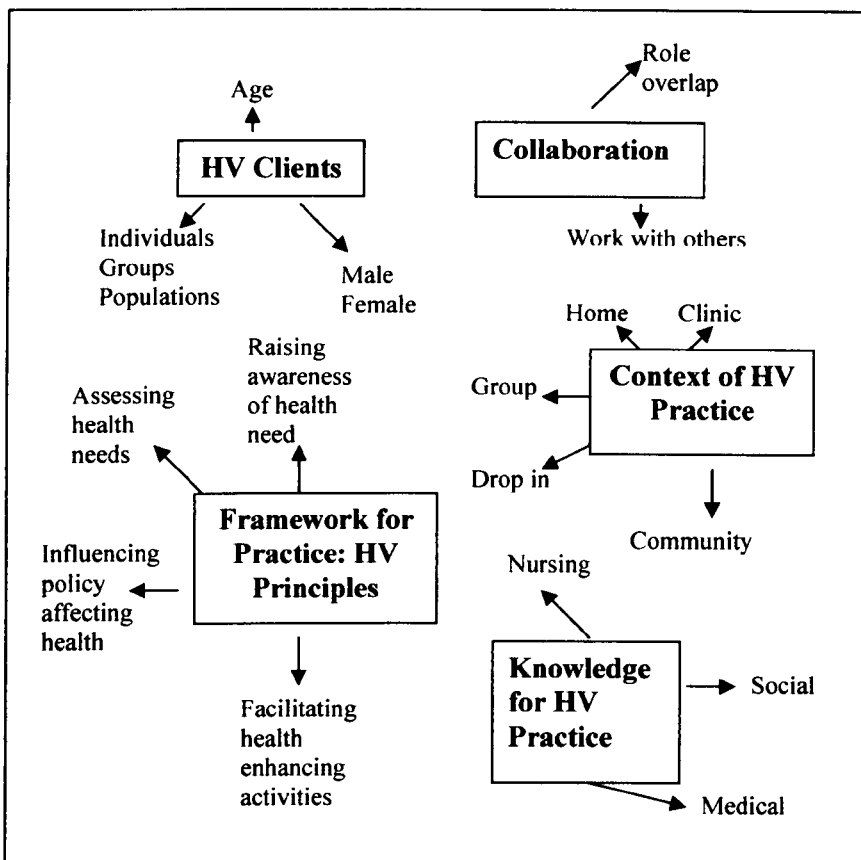 Age
HV Clients
Individuals
Groups
Populations
Male
Female
Role
overlap
Collaboration
Work with others
Raising
awareness
of health
need
Assessing
health
needs
Framework for
Practice: HV
Principles
Influencing
policy
affecting
health
Facilitating
health
enhancing
activities
Home
Clinic
Context of HV
Practice
Group
Drop in
Community
Nursing
Knowledge
for HV
Practice
Social
Medical